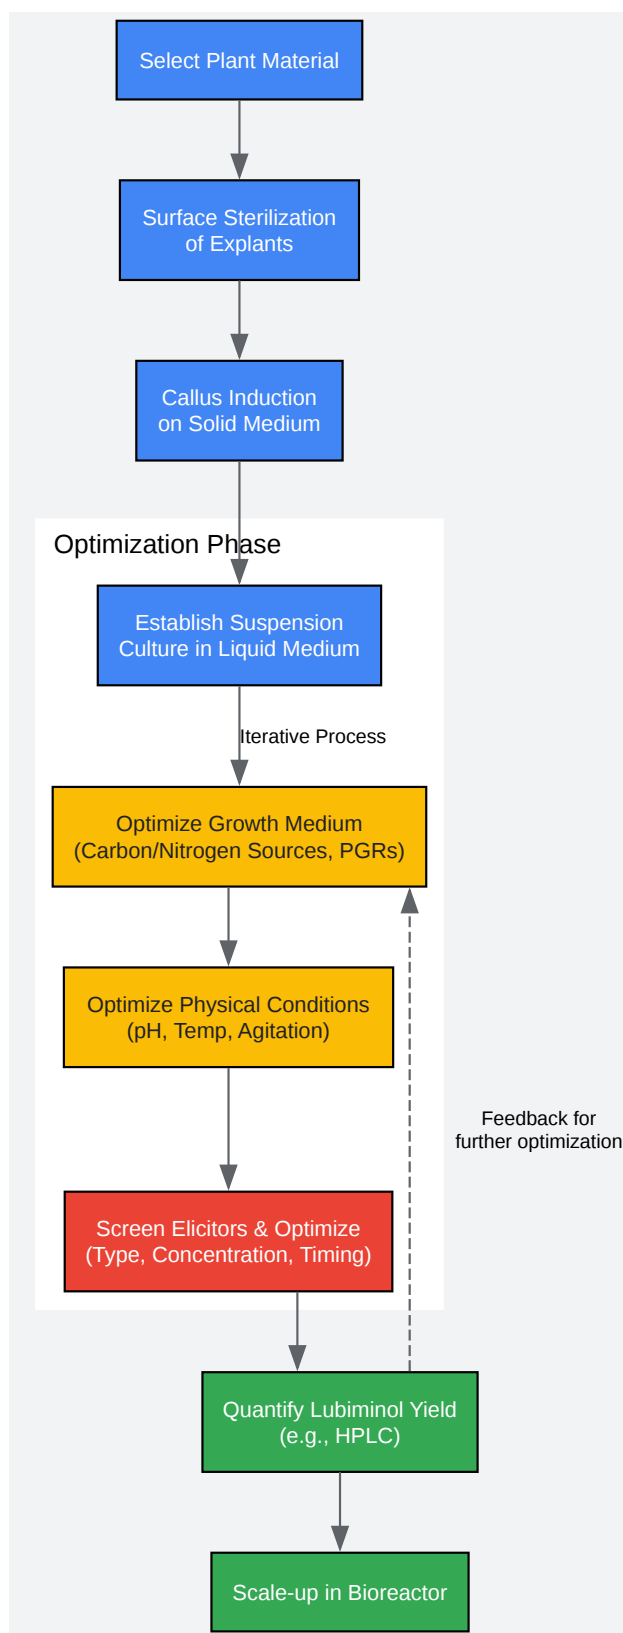 Select Plant Material
Surface Sterilization
of Explants
Callus Induction
on Solid Medium
Optimization Phase
Establish Suspension
Culture in Liquid Medium
Iterative Process
Optimize Growth Medium
(Carbon/Nitrogen Sources, PGRs)
Optimize Physical Conditions
(pH, Temp, Agitation)
Feedback for
further optimization
Screen Elicitors & Optimize
(Type, Concentration, Timing)
Quantify Lubiminol Yield
(e.g., HPLC)
Scale-up in Bioreactor